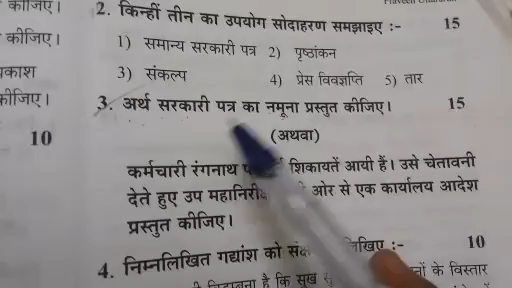 कीजिए।
2. किन्हीं तीन का उपयोग सोदाहरण समझाइए :- 15
कीजिए।
1) समान्य सरकारी पत्र 2) पृष्ठांकन
3) संकल्प 4) प्रेस विवज्ञप्ति 5) तार
कीजिए।
3. अर्थ सरकारी पत्र का नमूना प्रस्तुत कीजिए। 15
10
(अथवा)
कर्मचारी रंगनाथ शिकायतें आयी हैं। उसे चेतावनी
देते हुए उप ओर से एक कार्यालय आदेश
प्रस्तुत कीजिए।
4. निम्नलिखित गद्यांश को :- 10
है कि सुख के विस्तार